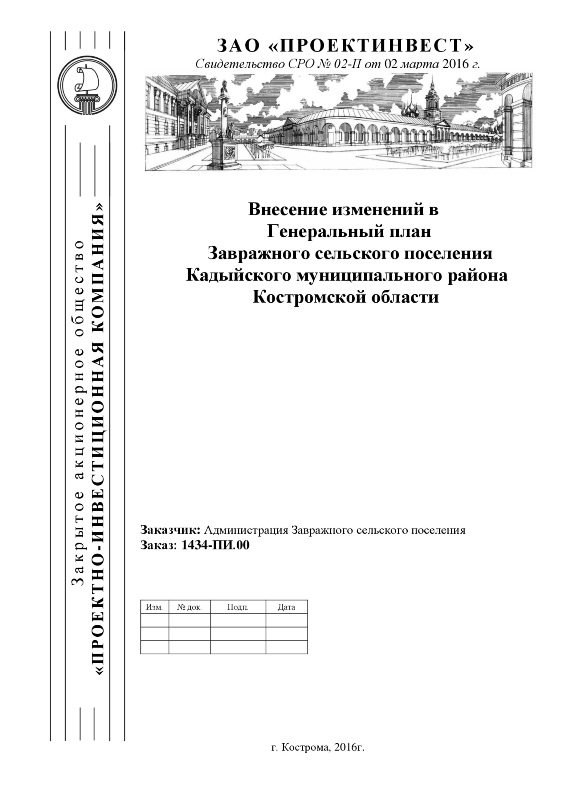 ЗАО «ПРОЕКТИНВЕСТ»
Свидетельство СРО № 02-II от 02 марта 2016 г.
Закрытое акционерное общество
«ПРОЕКТНО-ИНВЕСТИЦИОННАЯ КОМПАНИЯ»
Внесение изменений в
Генеральный план
Завражного сельского поселения
Кадыйского муниципального района
Костромской области
Заказчик: Администрация Завражного сельского поселения
Заказ: 1434-ПИ.00
Изм. № док. Подп. Дата
г. Кострома, 2016г.